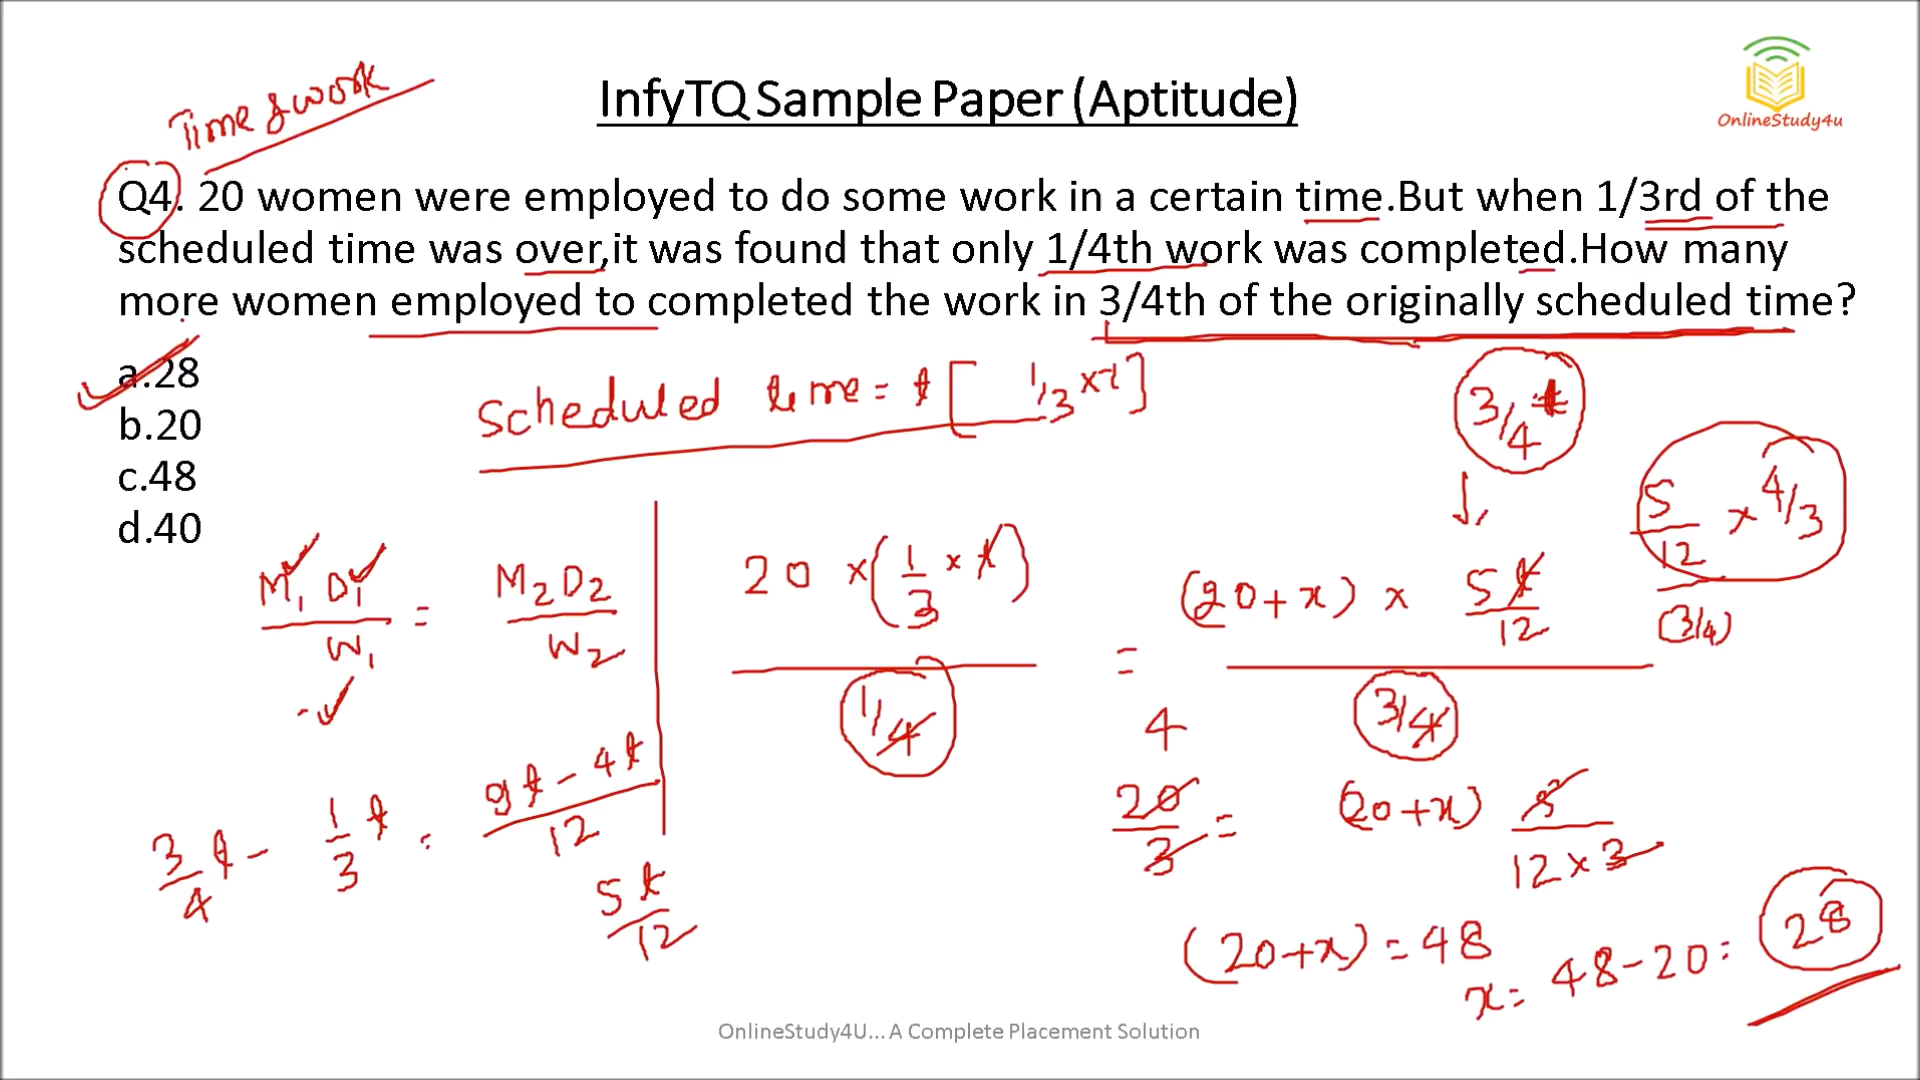 Time & work
InfyTQ Sample Paper (Aptitude)
OnlineStudy4u
Q4. 20 women were employed to do some work in a certain time.But when 1/3rd of the
scheduled time was over,it was found that only 1/4th work was completed.How many
more women employed to completed the work in 3/4th of the originally scheduled time?
a.28
b.20
c.48
d.40
Scheduled time = t [ 1/3 × t ]
3/4 t
5/12 × 4/3
(3/4)
M1 D1 / W1 = M2 D2 / W2
20 × (1/3 × t) / 1/4 = (20+x) × 5t/12 / 3/4
3/4 t - 1/3 t = 9t - 4t / 12
5t/12
4
20/3 = (20+x) 5/12×3
(20+x) = 48
x = 48-20 = 28
OnlineStudy4U... A Complete Placement Solution